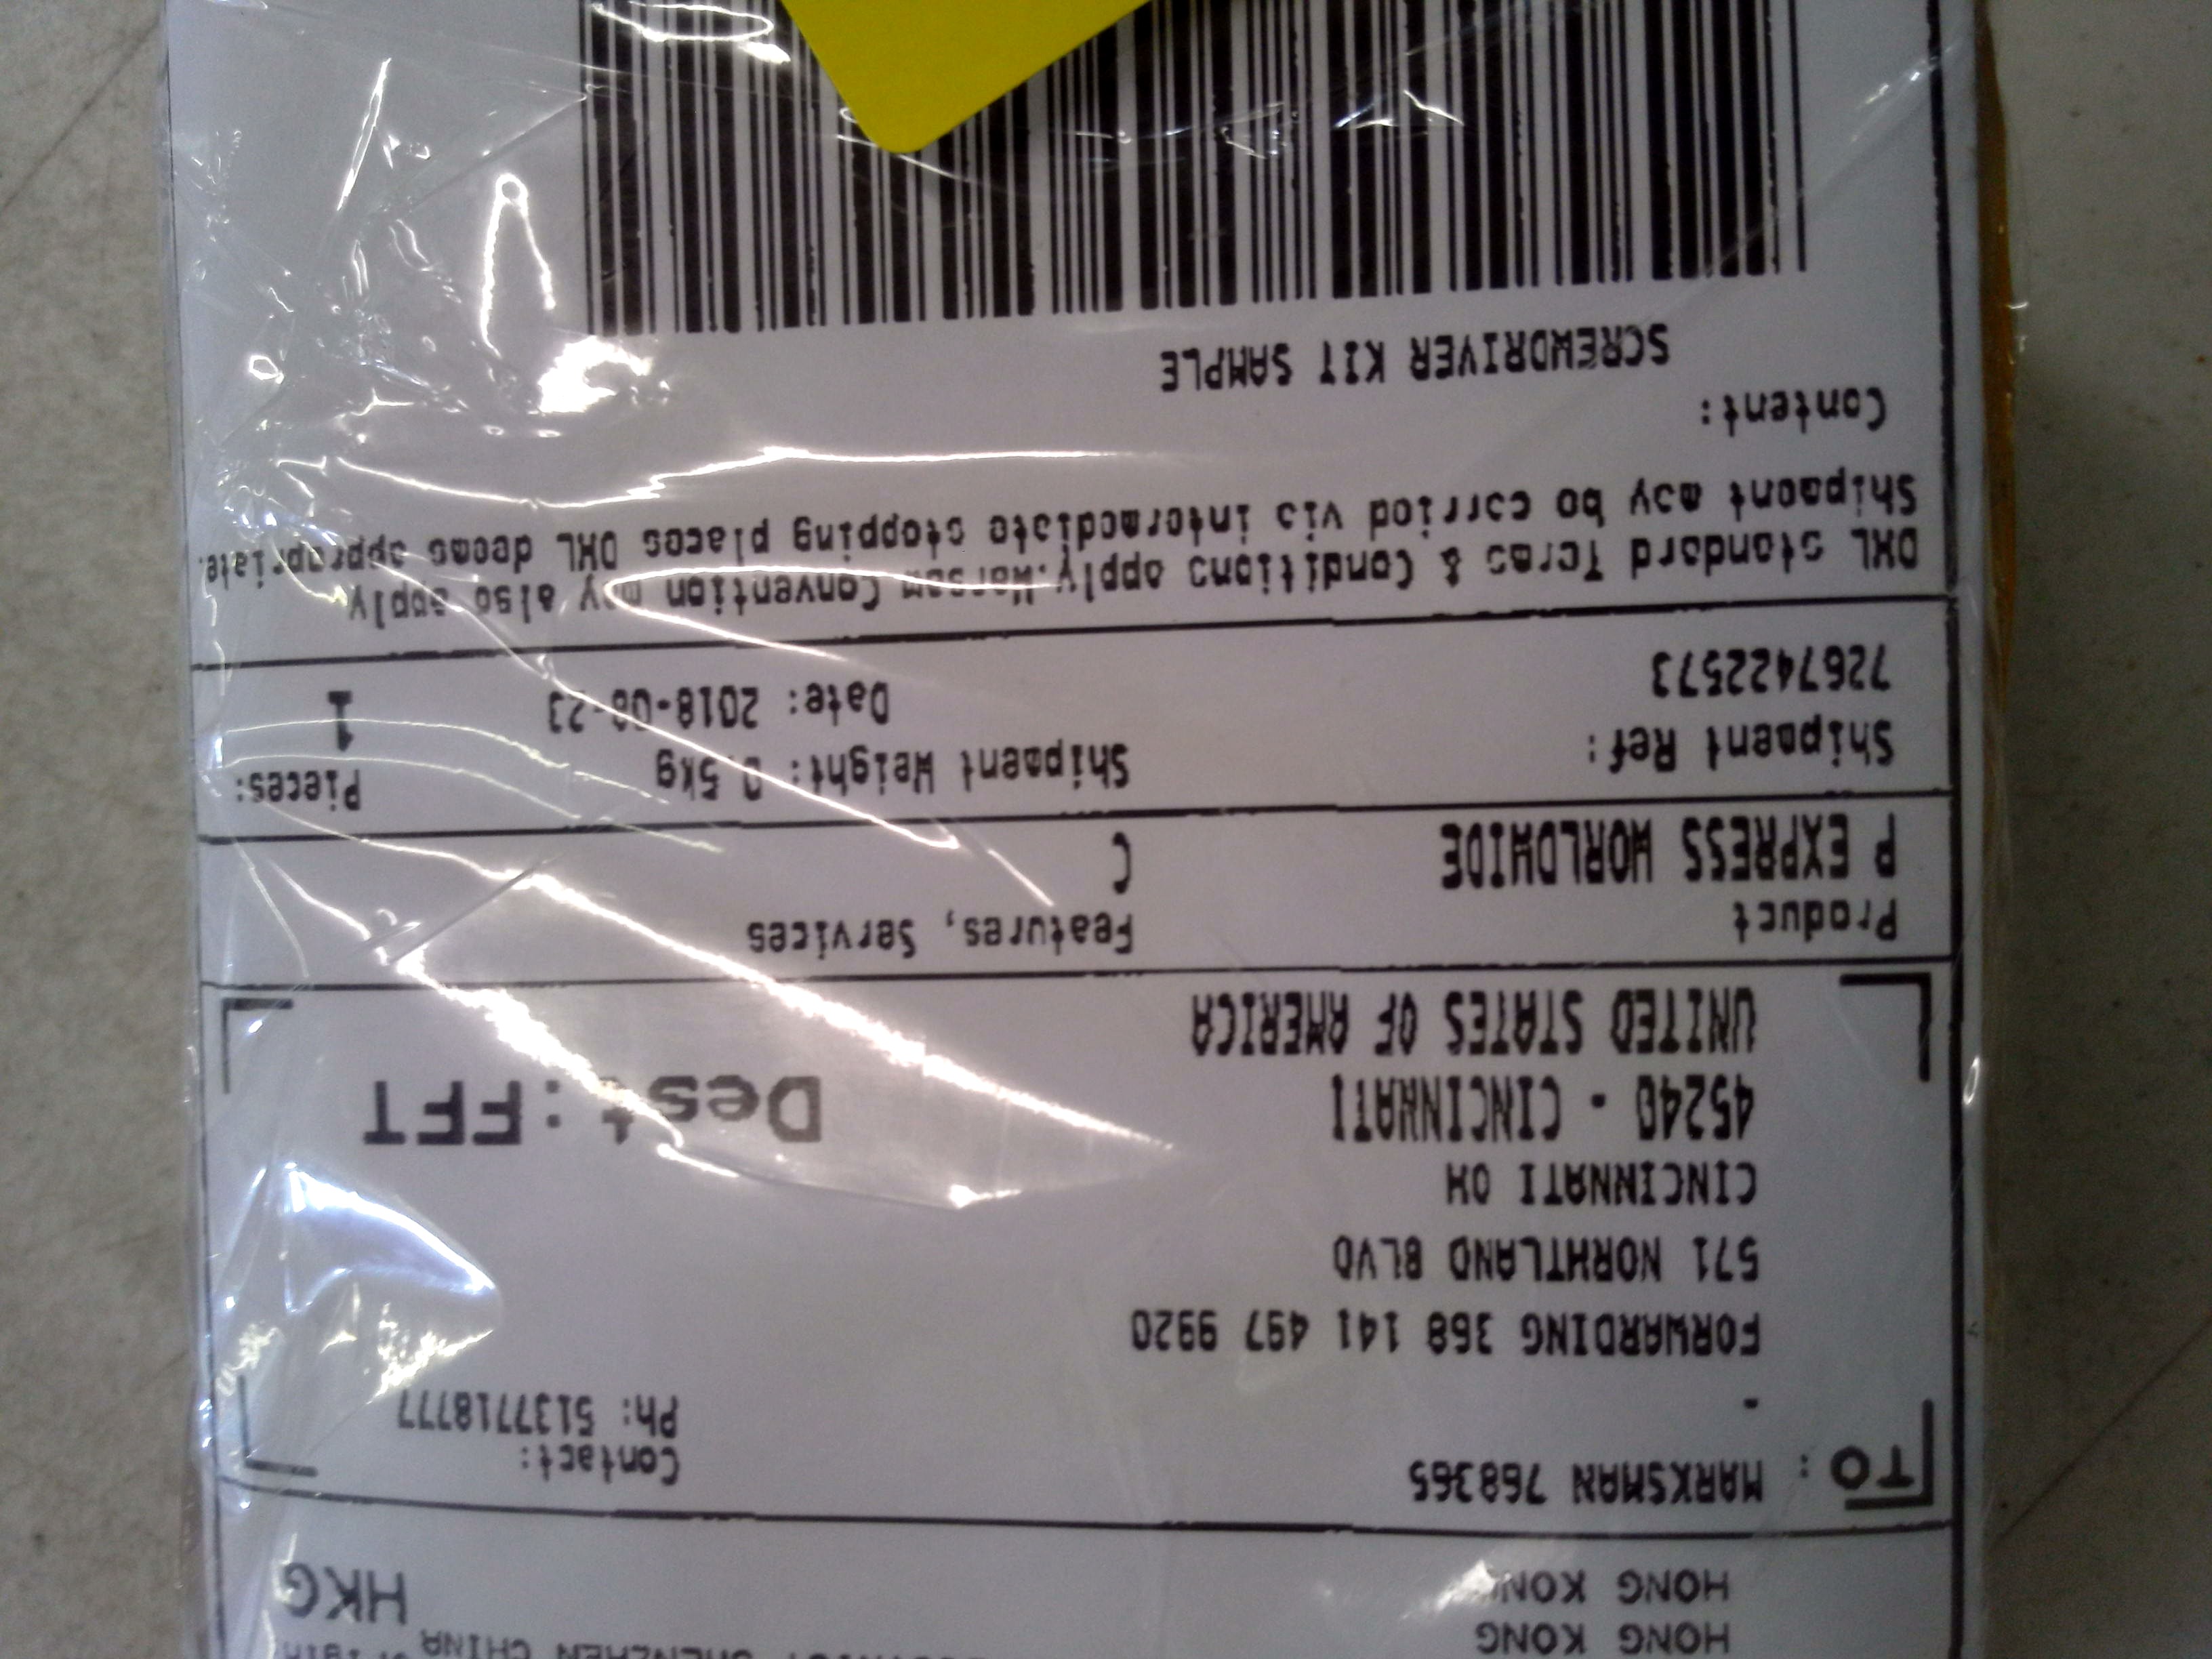 HONG KONG
HONG KONG
SHENZHEN CHINA
HKG
TO :
MARKSMAN 768365
-
Contact:
Ph: 5137718777
FORWARDING 368 141 497 9920
571 NORHTLAND BLVD
CINCINNATI OH
45240 - CINCINNATI
UNITED STATES OF AMERICA
Dest:FFT
Product
P EXPRESS WORLDWIDE
Features, Services
C
Shipment Ref:
7267422573
Shipment Weight: 0.5kg
Date: 2018-08-23
Pieces:
1
DHL standard Terms & Conditions apply.Warsaw Convention may also apply
Shipment may be carried via intermediate stopping places DHL deems appropriate.
Content:
SCREWDRIVER KIT SAMPLE